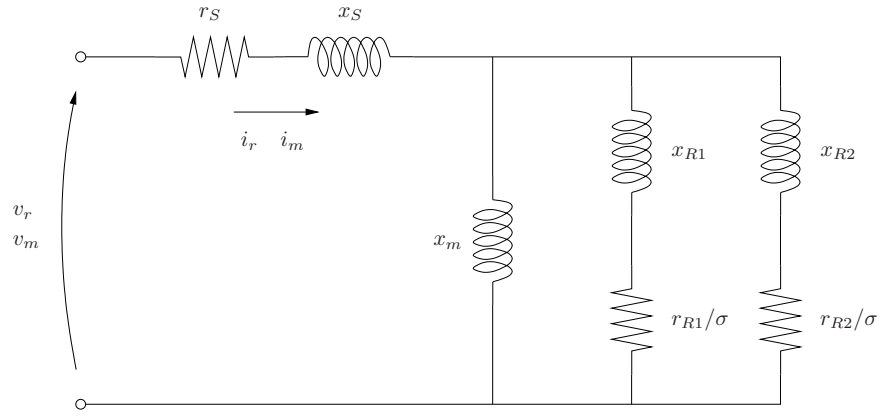 r_S
x_S
i_r i_m
x_{R1}
x_{R2}
v_r
v_m
x_m
r_{R1}/σ
r_{R2}/σ